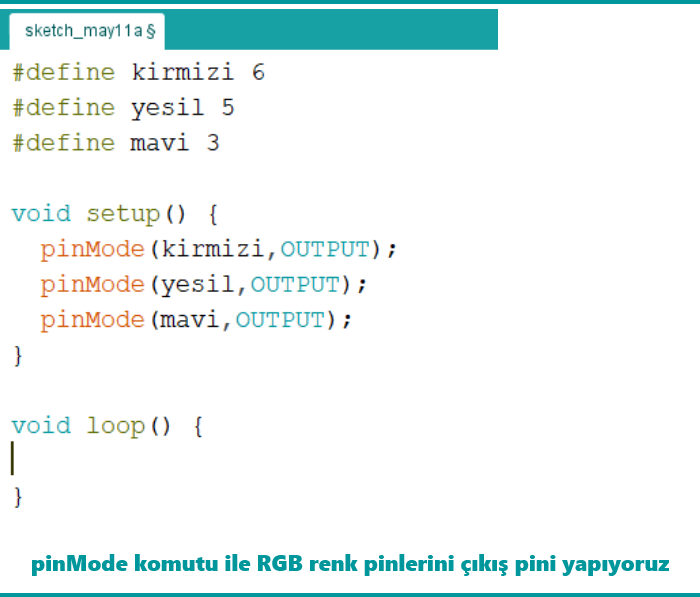 sketch_may11a §
#define kirmizi 6
#define yesil 5
#define mavi 3
void setup() {
  pinMode(kirmizi,OUTPUT);
  pinMode(yesil,OUTPUT);
  pinMode(mavi,OUTPUT);
}
void loop() {
}
pinMode komutu ile RGB renk pinlerini çıkış pini yapıyoruz